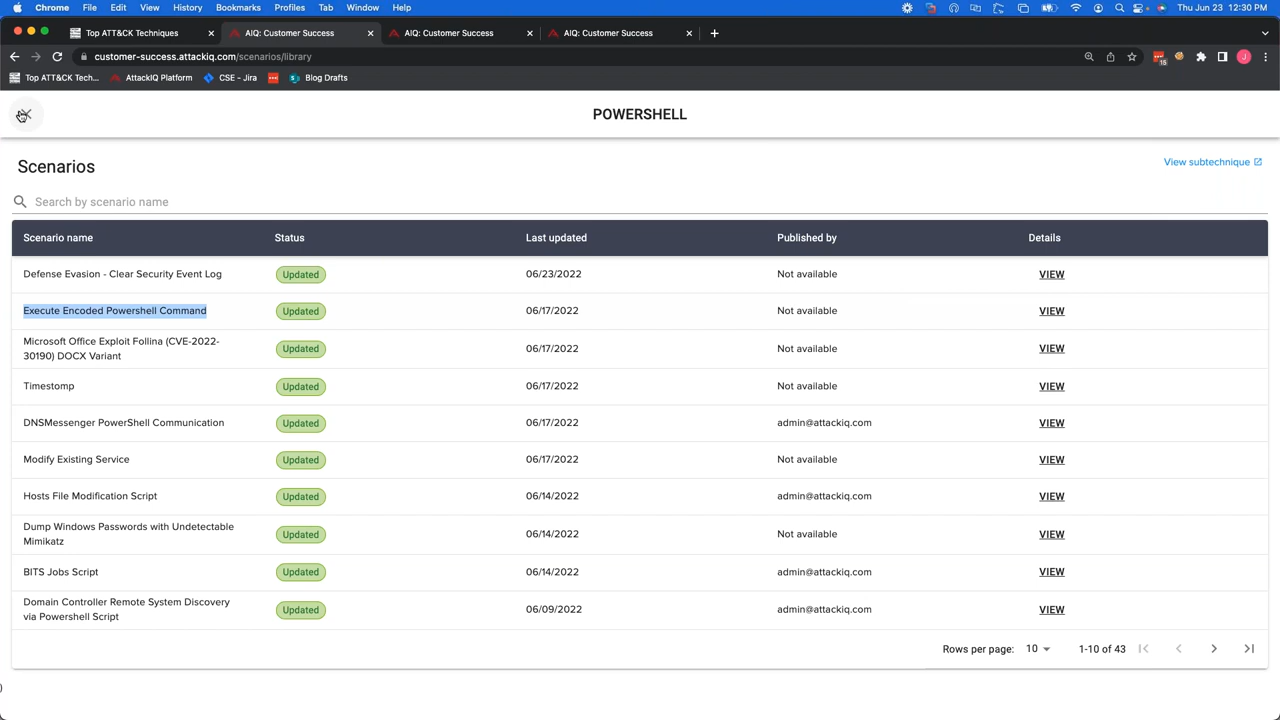 Chrome File Edit View History Bookmarks Profiles Tab Window Help Thu Jun 23 12:30 PM
Top ATT&CK Techniques AIQ: Customer Success AIQ: Customer Success AIQ: Customer Success
customer-success.attackiq.com/scenarios/library 15 J
Top ATT&CK Tech... AttackIQ Platform CSE - Jira Blog Drafts
POWERSHELL
Scenarios View subtechnique
Search by scenario name
Scenario name Status Last updated Published by Details
Defense Evasion - Clear Security Event Log Updated 06/23/2022 Not available VIEW
Execute Encoded Powershell Command Updated 06/17/2022 Not available VIEW
Microsoft Office Exploit Follina (CVE-2022-
30190) DOCX Variant Updated 06/17/2022 Not available VIEW
Timestomp Updated 06/17/2022 Not available VIEW
DNSMessenger PowerShell Communication Updated 06/17/2022 admin@attackiq.com VIEW
Modify Existing Service Updated 06/17/2022 Not available VIEW
Hosts File Modification Script Updated 06/14/2022 admin@attackiq.com VIEW
Dump Windows Passwords with Undetectable
Mimikatz Updated 06/14/2022 Not available VIEW
BITS Jobs Script Updated 06/14/2022 admin@attackiq.com VIEW
Domain Controller Remote System Discovery
via Powershell Script Updated 06/09/2022 admin@attackiq.com VIEW
Rows per page: 10 1-10 of 43